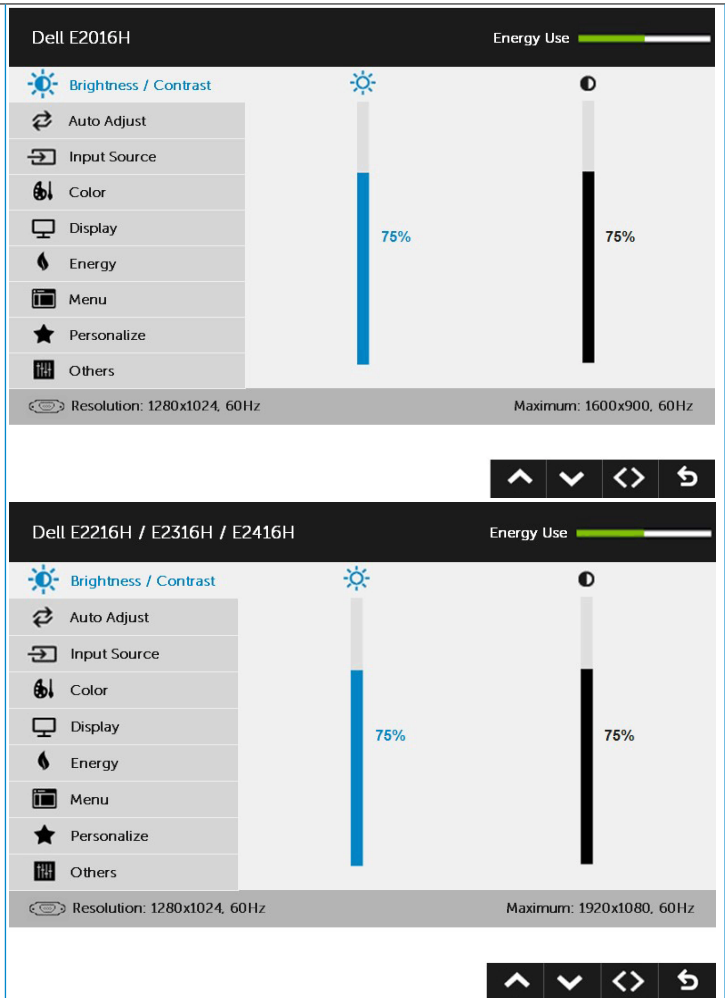 Dell E2016H Energy Use
Brightness / Contrast
Auto Adjust
Input Source
Color
Display 75% 75%
Energy
Menu
Personalize
Others
Resolution: 1280x1024, 60Hz Maximum: 1600x900, 60Hz
Dell E2216H / E2316H / E2416H Energy Use
Brightness / Contrast
Auto Adjust
Input Source
Color
Display 75% 75%
Energy
Menu
Personalize
Others
Resolution: 1280x1024, 60Hz Maximum: 1920x1080, 60Hz